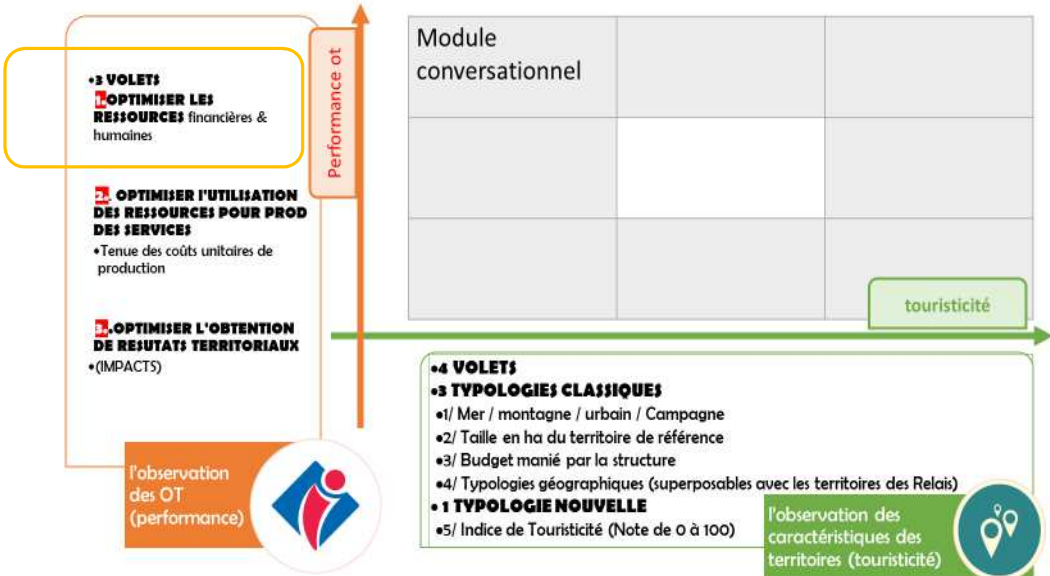 •3 VOLETS
1.OPTIMISER LES
RESSOURCES financières &
humaines
2.. OPTIMISER l'UTILISATION
DES RESSOURCES POUR PROD
DES SERVICES
•Tenue des coûts unitaires de
production
3..OPTIMISER L'OBTENTION
DE RESUTATS TERRITORIAUX
•(IMPACTS)
l'observation
des OT
(performance)
Performance ot
Module
conversationnel
touristicité
•4 VOLETS
•3 TYPOLOGIES CLASSIQUES
•1/ Mer / montagne / urbain / Campagne
•2/ Taille en ha du territoire de référence
•3/ Budget manié par la structure
•4/ Typologies géographiques (superposables avec les territoires des Relais)
• 1 TYPOLOGIE NOUVELLE
•5/ Indice de Touristicité (Note de 0 à 100)
l'observation des
caractéristiques des
territoires (touristicité)